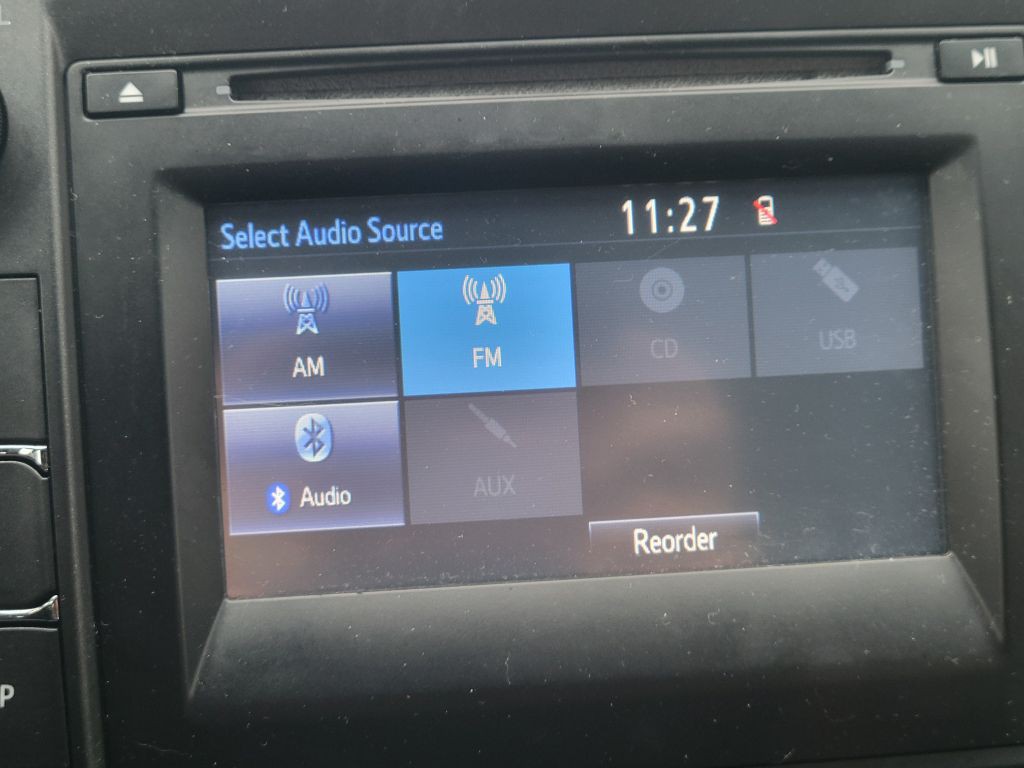 Select Audio Source 11:27
AM FM CD USB
Audio AUX
Reorder
P